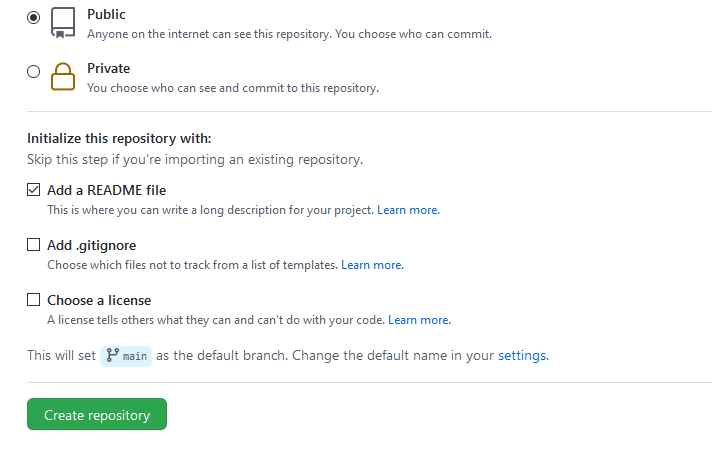 Public
Anyone on the internet can see this repository. You choose who can commit.
Private
You choose who can see and commit to this repository.
Initialize this repository with:
Skip this step if you're importing an existing repository.
Add a README file
This is where you can write a long description for your project. Learn more.
Add .gitignore
Choose which files not to track from a list of templates. Learn more.
Choose a license
A license tells others what they can and can't do with your code. Learn more.
This will set main as the default branch. Change the default name in your settings.
Create repository